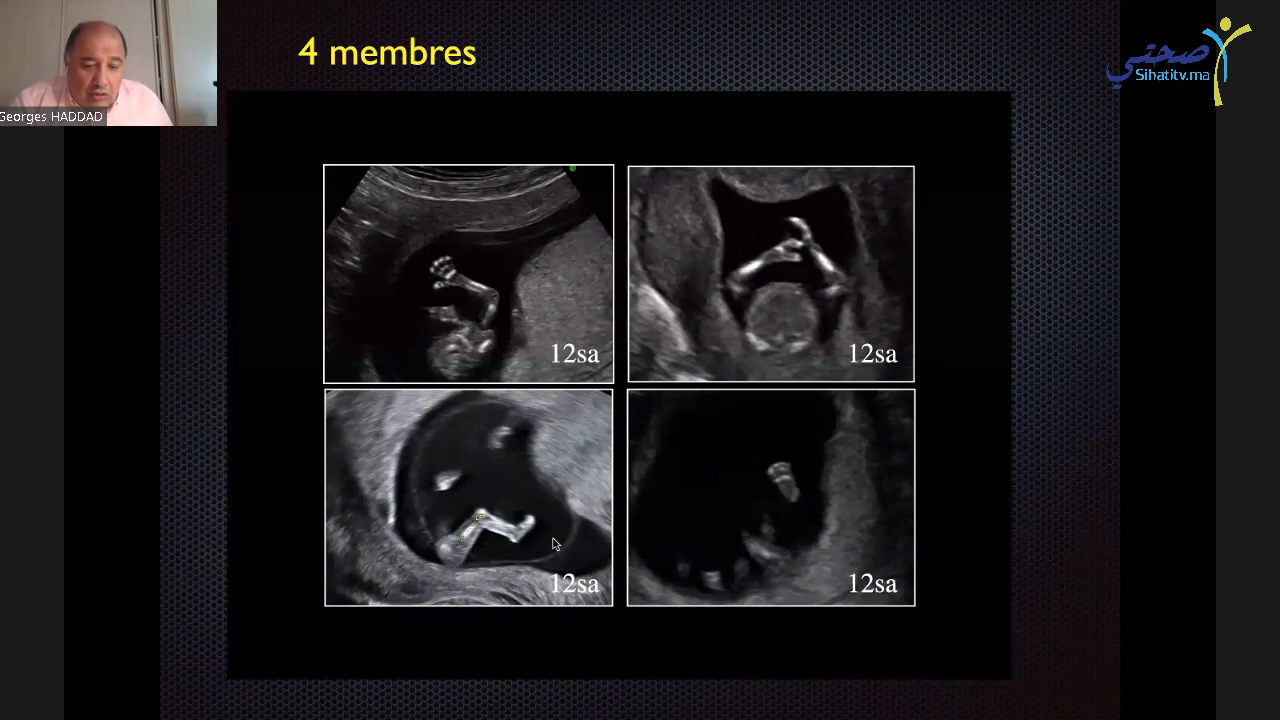 4 membres
صحتي
Sihatitv.ma
Georges HADDAD
12sa
12sa
12sa
12sa